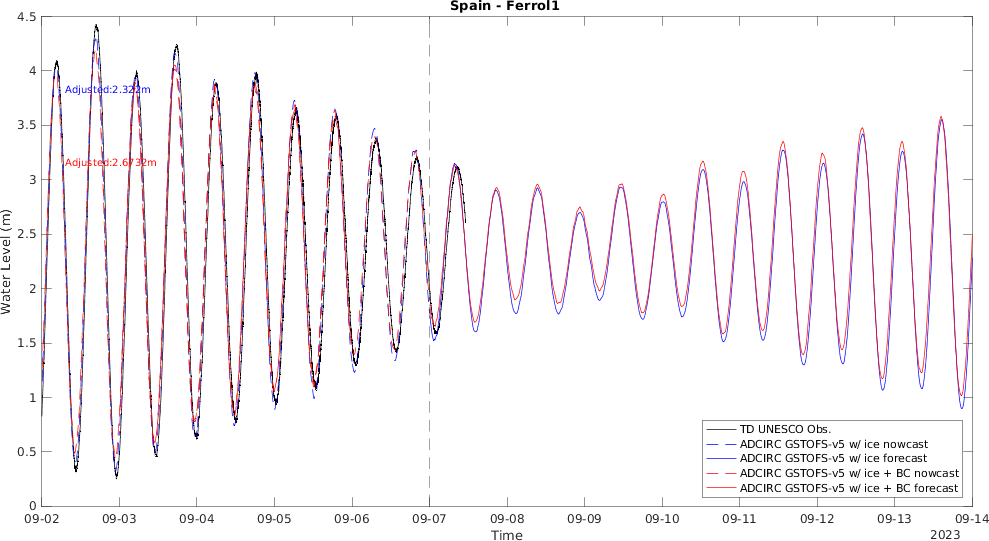 Spain - Ferrol1
4.5
4
3.5
3
2.5
2
1.5
1
0.5
0
Water Level (m)
Adjusted:2.322m
Adjusted:2.6732m
TD UNESCO Obs.
ADCIRC GSTOFS-v5 w/ ice nowcast
ADCIRC GSTOFS-v5 w/ ice forecast
ADCIRC GSTOFS-v5 w/ ice + BC nowcast
ADCIRC GSTOFS-v5 w/ ice + BC forecast
09-02 09-03 09-04 09-05 09-06 09-07 09-08 09-09 09-10 09-11 09-12 09-13 09-14
Time
2023